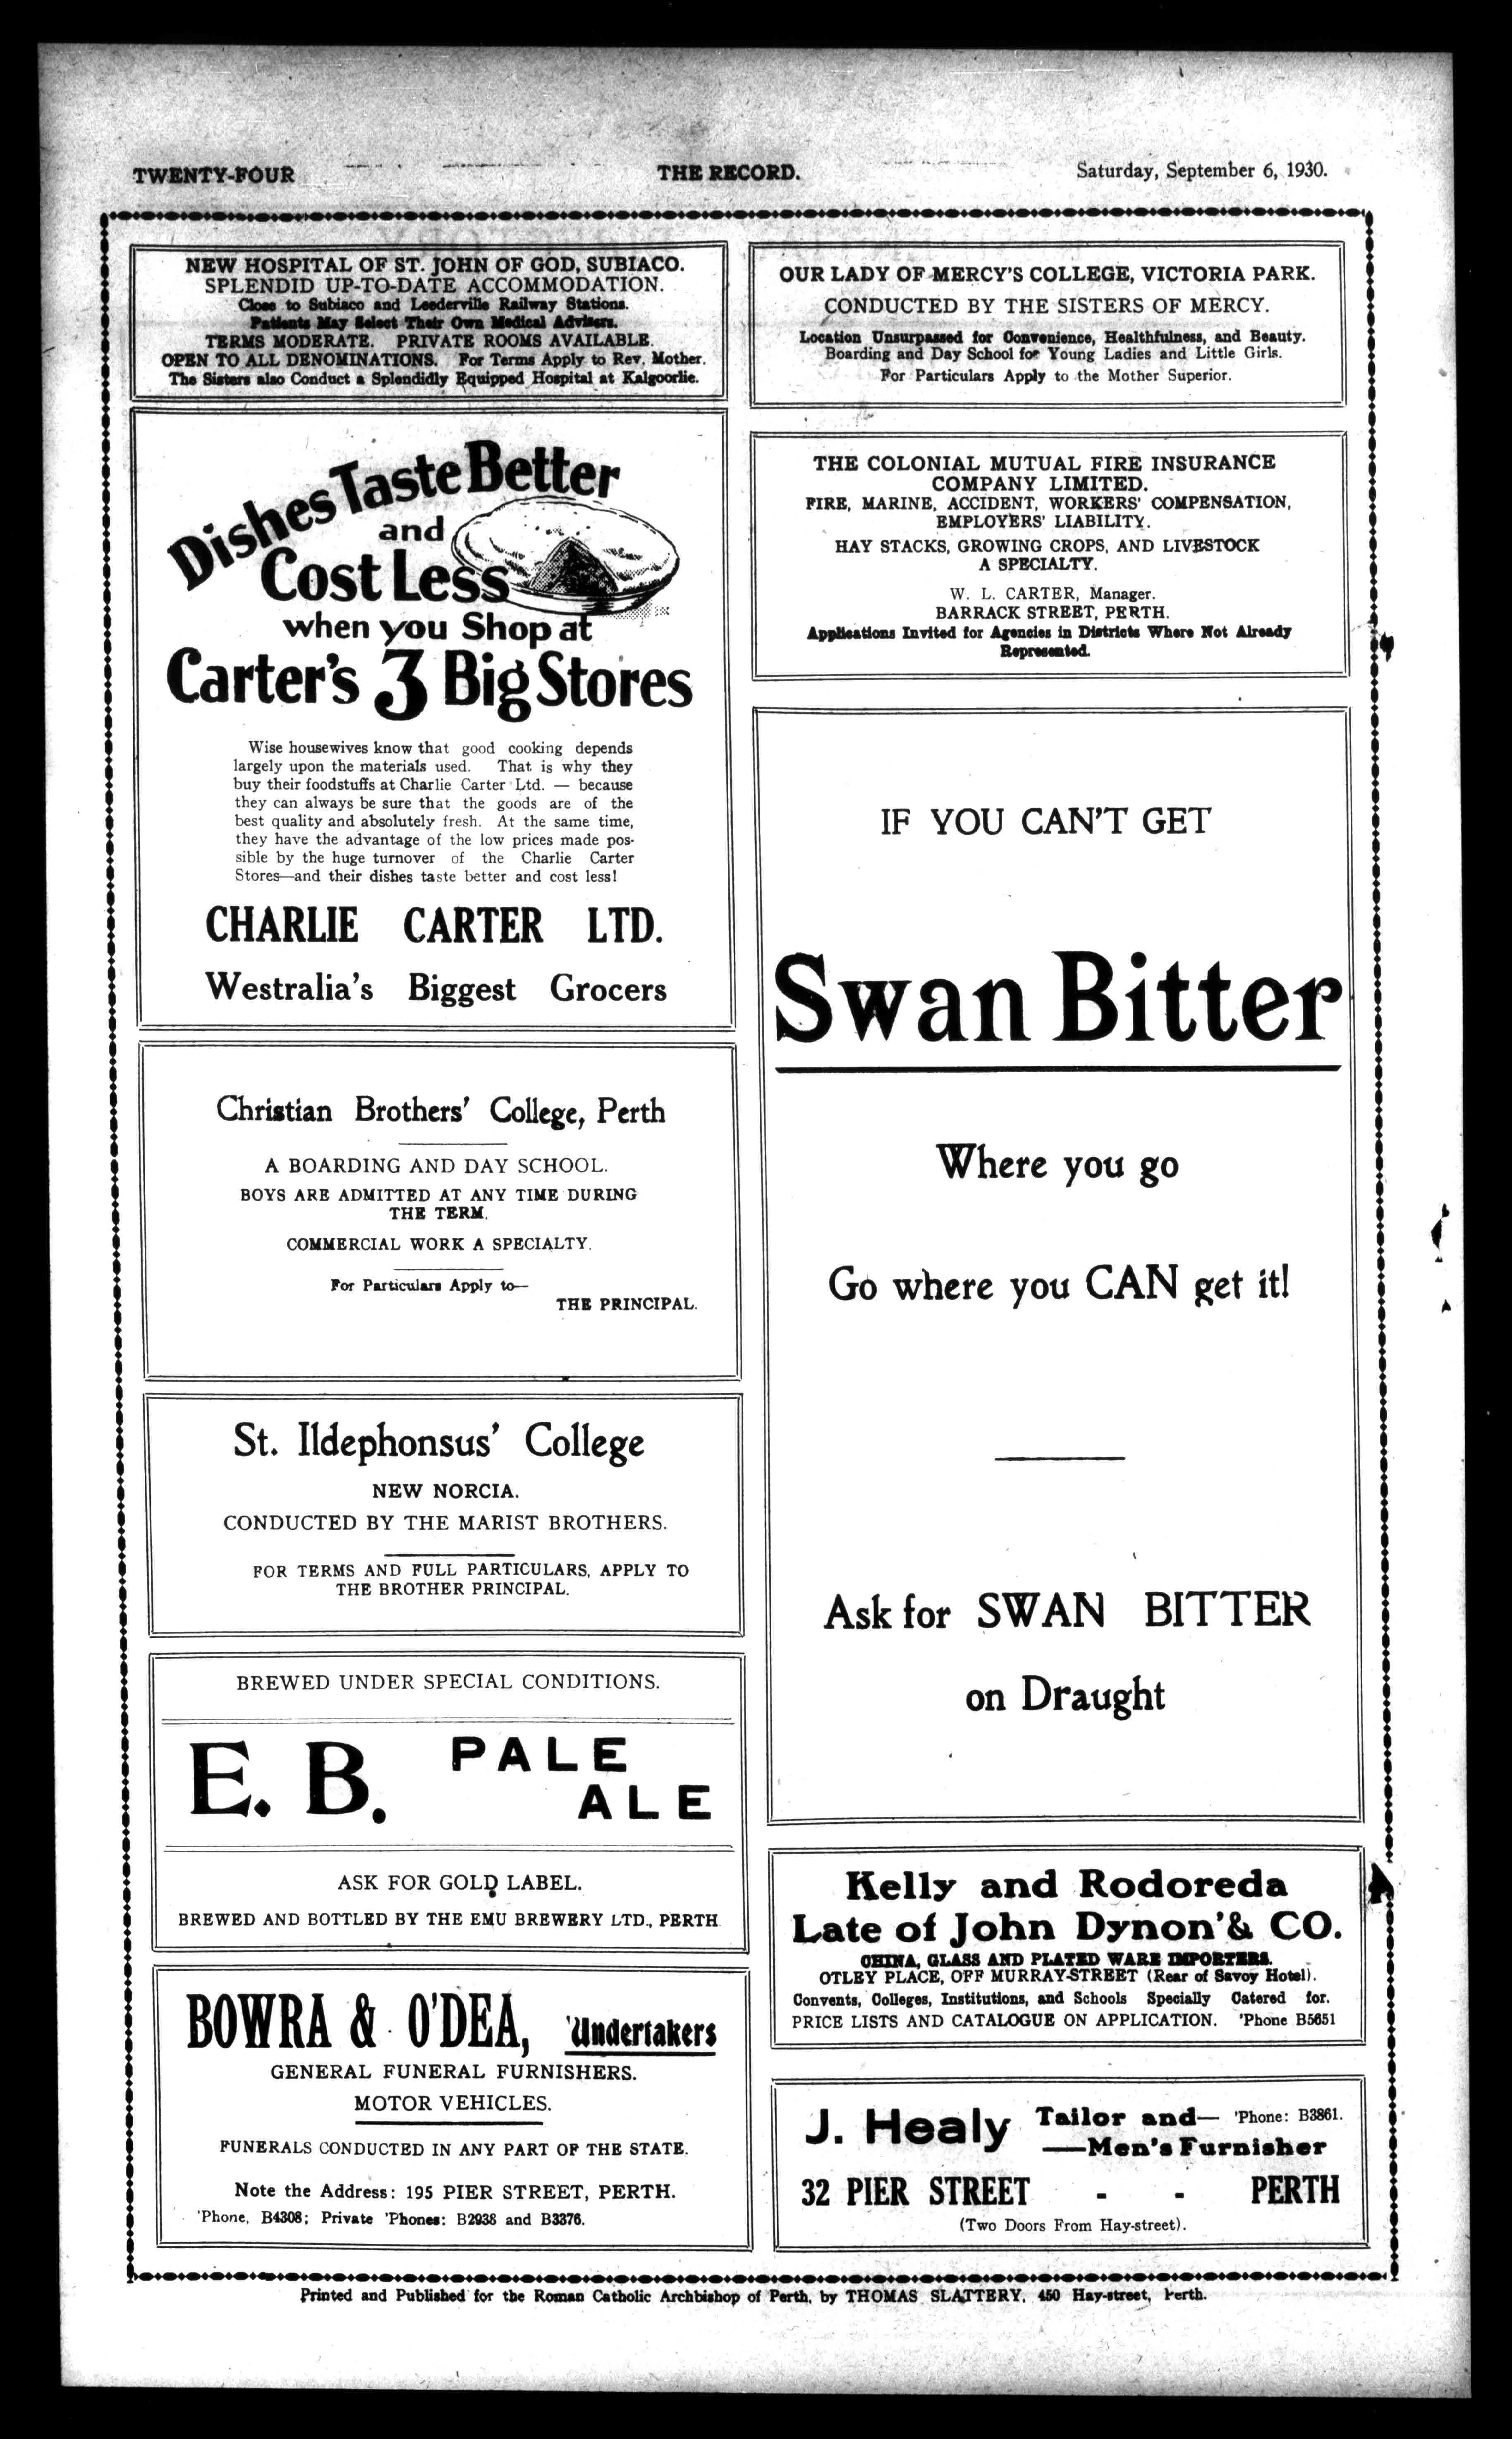 TWENTY-FOUR
THE RECORD.
Saturday, September 6, 1930.
NEW HOSPITAL OF ST. JOHN OF GOD, SUBIACO.
SPLENDID UP-TO-DATE ACCOMMODATION.
Close to Subiaco and Leederville Railway Stations.
Patients May Select Their Own Medical Advisers.
TERMS MODERATE. PRIVATE ROOMS AVAILABLE.
OPEN TO ALL DENOMINATIONS. For Terms Apply to Rev. Mother.
The Sisters also Conduct a Splendidly Equipped Hospital at Kalgoorlie.
Dishes Taste Better
and
Cost Less
when you Shop at
Carter's 3 Big Stores
Wise housewives know that good cooking depends
largely upon the materials used. That is why they
buy their foodstuffs at Charlie Carter Ltd. — because
they can always be sure that the goods are of the
best quality and absolutely fresh. At the same time,
they have the advantage of the low prices made pos-
sible by the huge turnover of the Charlie Carter
Stores—and their dishes taste better and cost less!
CHARLIE CARTER LTD.
Westralia's Biggest Grocers
Christian Brothers' College, Perth
A BOARDING AND DAY SCHOOL.
BOYS ARE ADMITTED AT ANY TIME DURING
THE TERM.
COMMERCIAL WORK A SPECIALTY.
For Particulars Apply to—
THE PRINCIPAL.
St. Ildephonsus' College
NEW NORCIA.
CONDUCTED BY THE MARIST BROTHERS.
FOR TERMS AND FULL PARTICULARS, APPLY TO
THE BROTHER PRINCIPAL.
BREWED UNDER SPECIAL CONDITIONS.
E. B. PALE
ALE
ASK FOR GOLD LABEL.
BREWED AND BOTTLED BY THE EMU BREWERY LTD., PERTH
BOWRA & O'DEA, Undertakers
GENERAL FUNERAL FURNISHERS.
MOTOR VEHICLES.
FUNERALS CONDUCTED IN ANY PART OF THE STATE.
Note the Address: 195 PIER STREET, PERTH.
'Phone, B4308; Private 'Phones: B2938 and B3376.
OUR LADY OF MERCY'S COLLEGE, VICTORIA PARK.
CONDUCTED BY THE SISTERS OF MERCY.
Location Unsurpassed for Convenience, Healthfulness, and Beauty.
Boarding and Day School for Young Ladies and Little Girls.
For Particulars Apply to the Mother Superior.
THE COLONIAL MUTUAL FIRE INSURANCE
COMPANY LIMITED.
FIRE, MARINE, ACCIDENT, WORKERS' COMPENSATION,
EMPLOYERS' LIABILITY.
HAY STACKS, GROWING CROPS, AND LIVESTOCK
A SPECIALTY.
W. L. CARTER, Manager.
BARRACK STREET, PERTH.
Applications Invited for Agencies in Districts Where Not Already
Represented.
IF YOU CAN'T GET
Swan Bitter
Where you go
Go where you CAN get it!
Ask for SWAN BITTER
on Draught
Kelly and Rodoreda
Late of John Dynon'& CO.
CHINA, GLASS AND PLATED WARE IMPORTERS.
OTLEY PLACE, OFF MURRAY-STREET (Rear of Savoy Hotel).
Convents, Colleges, Institutions, and Schools Specially Catered for.
PRICE LISTS AND CATALOGUE ON APPLICATION. 'Phone B5651
J. Healy Tailor and— 'Phone: B3861.
—Men's Furnisher
32 PIER STREET - - PERTH
(Two Doors From Hay-street).
Printed and Published for the Roman Catholic Archbishop of Perth, by THOMAS SLATTERY, 450 Hay-street, Perth.